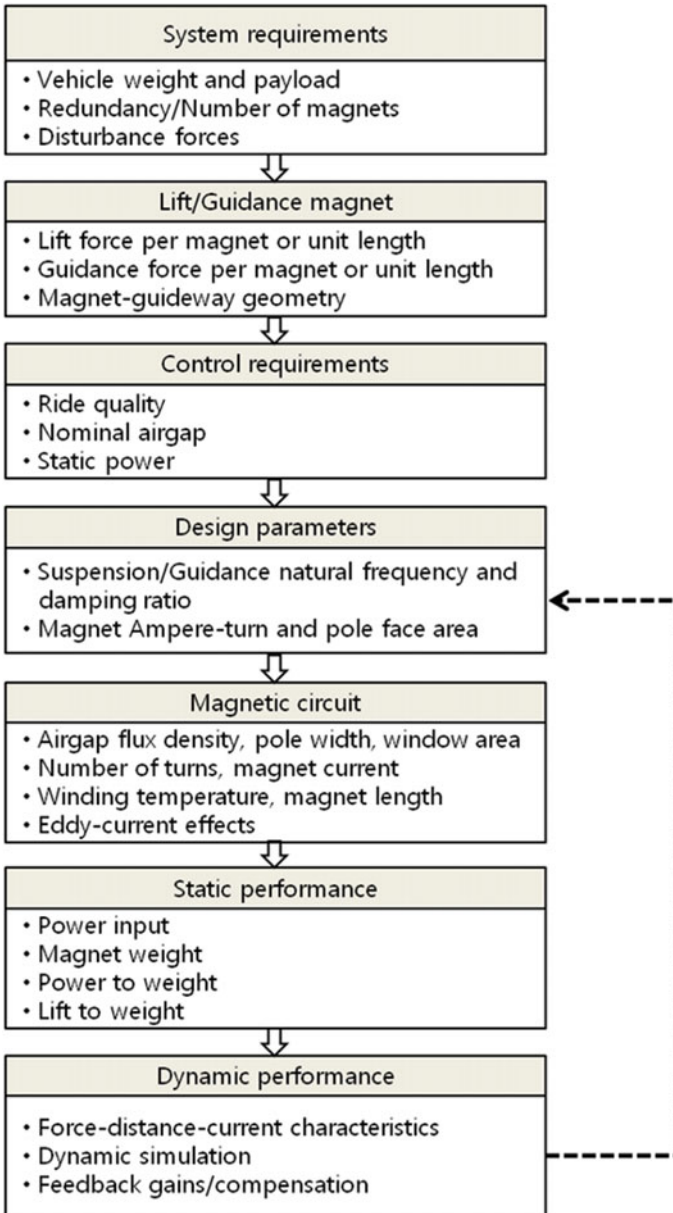 System requirements
• Vehicle weight and payload
• Redundancy/Number of magnets
• Disturbance forces
Lift/Guidance magnet
• Lift force per magnet or unit length
• Guidance force per magnet or unit length
• Magnet-guideway geometry
Control requirements
• Ride quality
• Nominal airgap
• Static power
Design parameters
• Suspension/Guidance natural frequency and
damping ratio
• Magnet Ampere-turn and pole face area
Magnetic circuit
• Airgap flux density, pole width, window area
• Number of turns, magnet current
• Winding temperature, magnet length
• Eddy-current effects
Static performance
• Power input
• Magnet weight
• Power to weight
• Lift to weight
Dynamic performance
• Force-distance-current characteristics
• Dynamic simulation
• Feedback gains/compensation